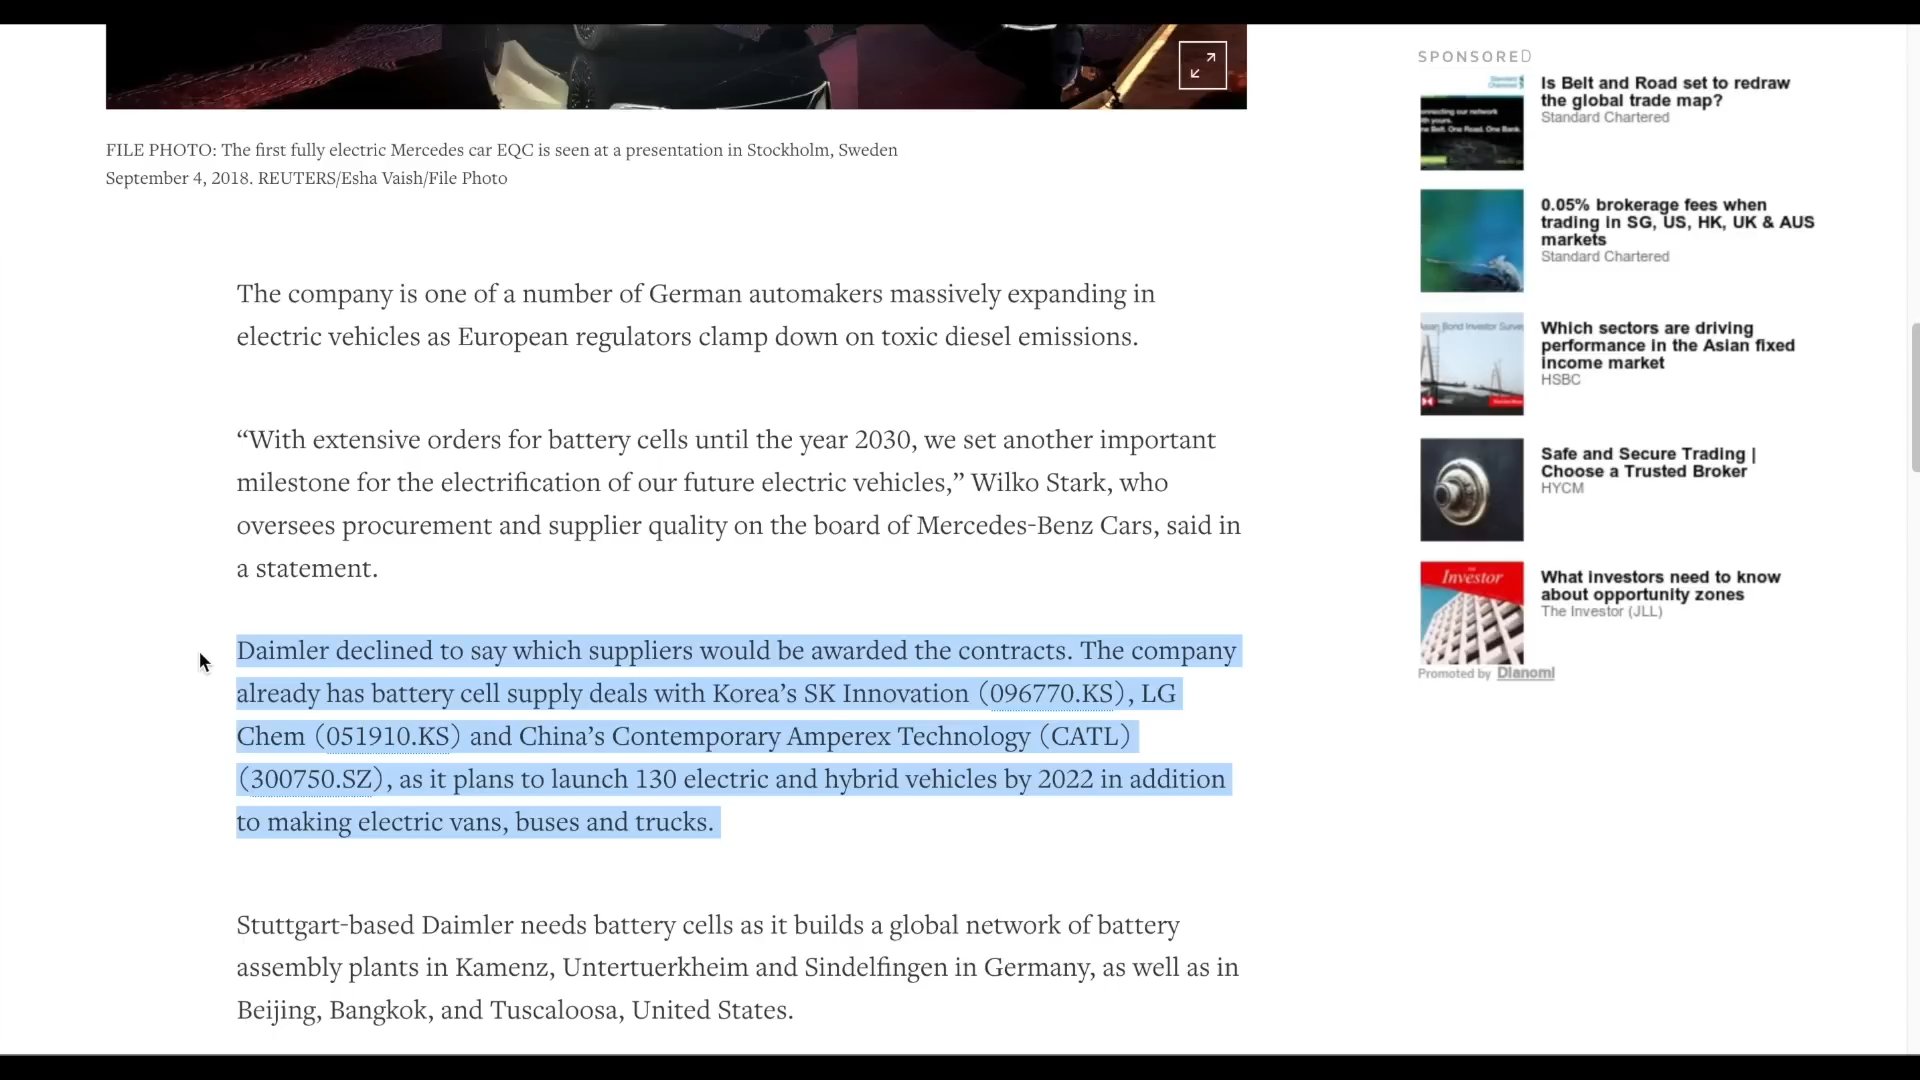 FILE PHOTO: The first fully electric Mercedes car EQC is seen at a presentation in Stockholm, Sweden
September 4, 2018. REUTERS/Esha Vaish/File Photo
The company is one of a number of German automakers massively expanding in
electric vehicles as European regulators clamp down on toxic diesel emissions.
“With extensive orders for battery cells until the year 2030, we set another important
milestone for the electrification of our future electric vehicles,” Wilko Stark, who
oversees procurement and supplier quality on the board of Mercedes-Benz Cars, said in
a statement.
Daimler declined to say which suppliers would be awarded the contracts. The company
already has battery cell supply deals with Korea’s SK Innovation (096770.KS), LG
Chem (051910.KS) and China’s Contemporary Amperex Technology (CATL)
(300750.SZ), as it plans to launch 130 electric and hybrid vehicles by 2022 in addition
to making electric vans, buses and trucks.
Stuttgart-based Daimler needs battery cells as it builds a global network of battery
assembly plants in Kamenz, Untertuerkheim and Sindelfingen in Germany, as well as in
Beijing, Bangkok, and Tuscaloosa, United States.
SPONSORED
Is Belt and Road set to redraw
the global trade map?
Standard Chartered
0.05% brokerage fees when
trading in SG, US, HK, UK & AUS
markets
Standard Chartered
Which sectors are driving
performance in the Asian fixed
income market
HSBC
Safe and Secure Trading |
Choose a Trusted Broker
HYCM
Investor
What investors need to know
about opportunity zones
The Investor (JLL)
Promoted by Dianomi